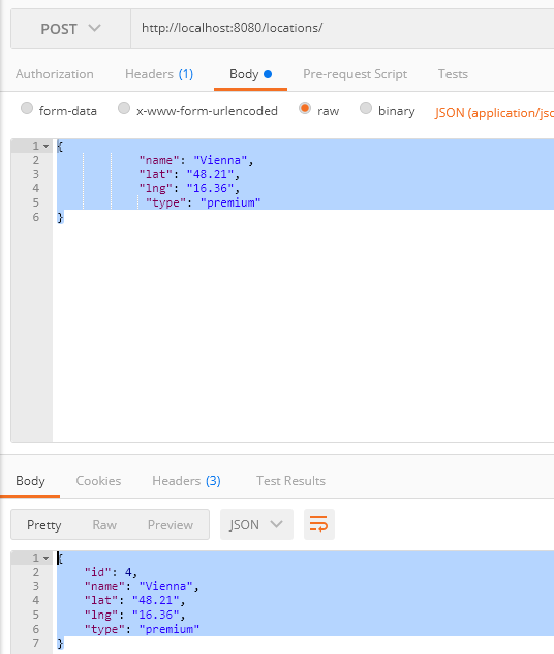 POST http://localhost:8080/locations/
Authorization Headers (1) Body Pre-request Script Tests
form-data x-www-form-urlencoded raw binary JSON (application/jso
1 {
2 "name": "Vienna",
3 "lat": "48.21",
4 "lng": "16.36",
5 "type": "premium"
6 }
Body Cookies Headers (3) Test Results
Pretty Raw Preview JSON
1 {
2 "id": 4,
3 "name": "Vienna",
4 "lat": "48.21",
5 "lng": "16.36",
6 "type": "premium"
7 }